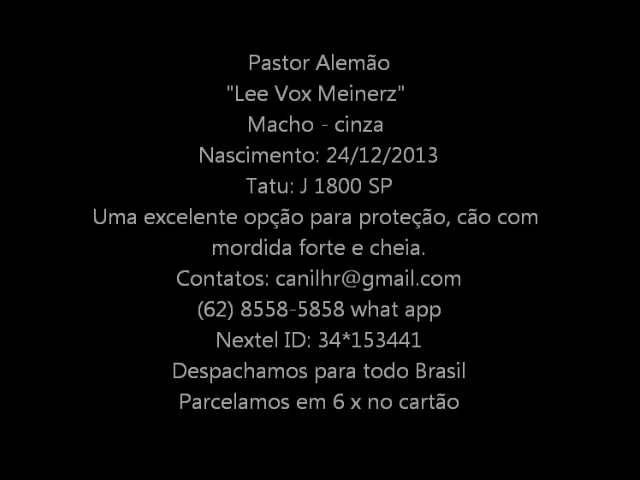 Pastor Alemão
"Lee Vox Meinerz"
Macho - cinza
Nascimento: 24/12/2013
Tatu: J 1800 SP
Uma excelente opção para proteção, cão com
mordida forte e cheia.
Contatos: canilhr@gmail.com
(62) 8558-5858 what app
Nextel ID: 34*153441
Despachamos para todo Brasil
Parcelamos em 6 x no cartão